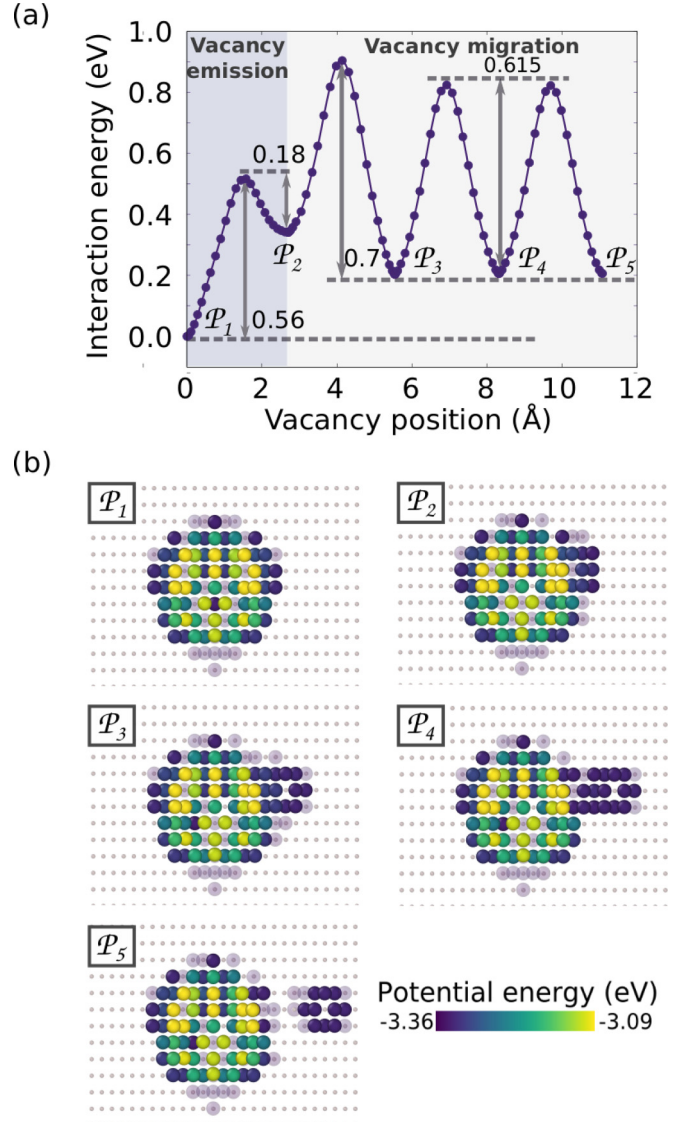 (a)
Interaction energy (eV)
1.0
0.8
0.6
0.4
0.2
0.0
Vacancy
emission
Vacancy migration
0.615
0.18
0.7
0.56
P1
P2
P3
P4
P5
0 2 4 6 8 10 12
Vacancy position (Å)
(b)
P1
P2
P3
P4
P5
Potential energy (eV)
-3.36
-3.09